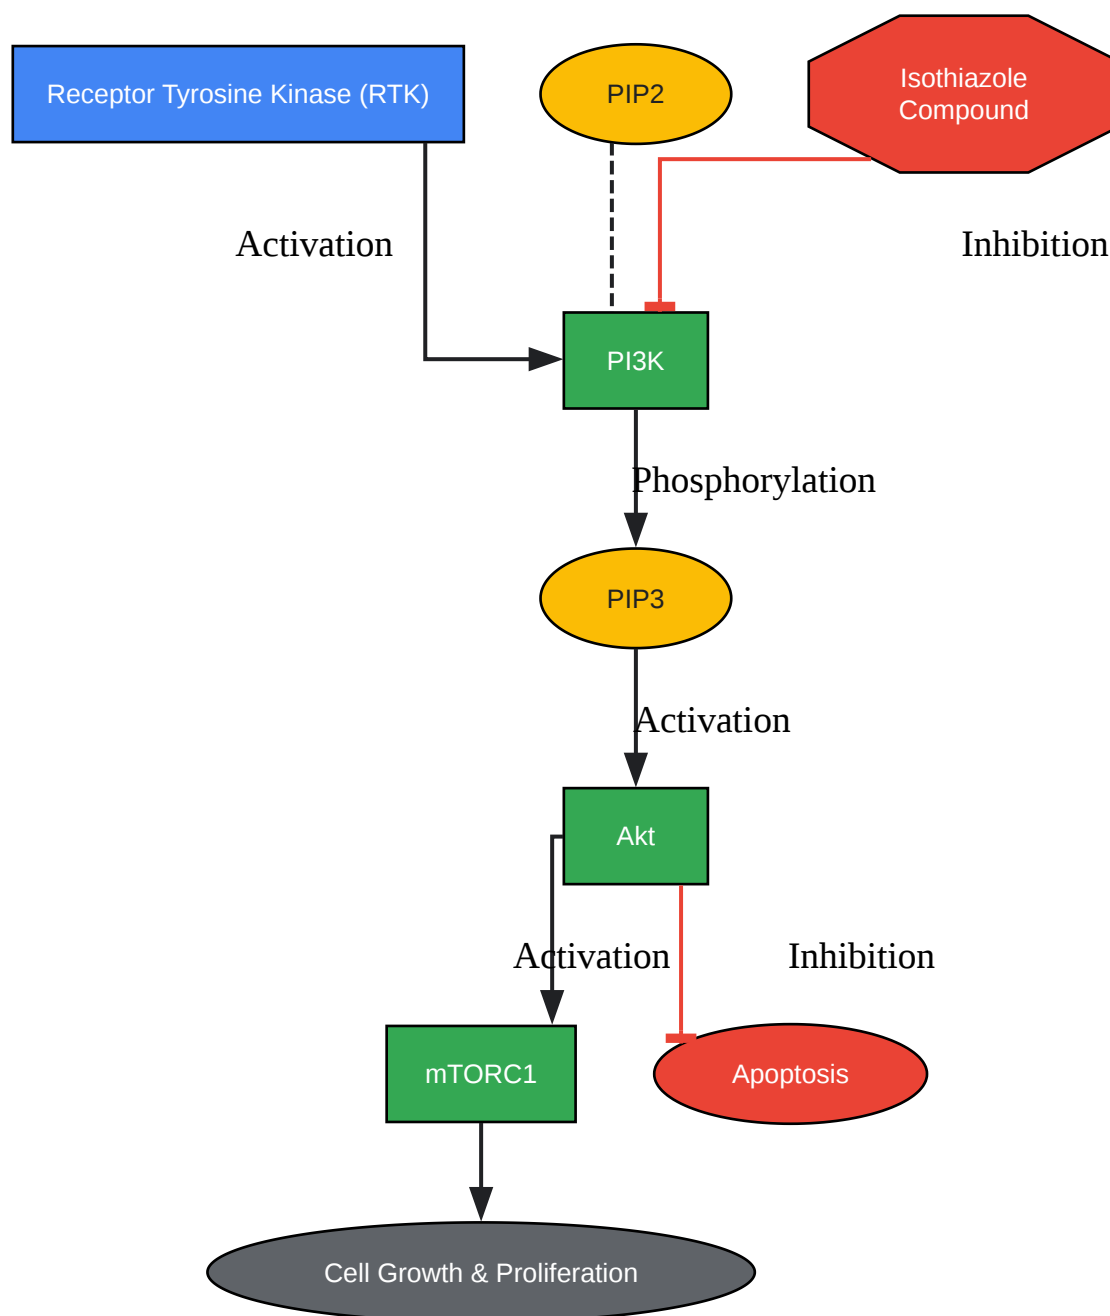 Receptor Tyrosine Kinase (RTK)
PIP2
Isothiazole
Compound
Activation
Inhibition
PI3K
Phosphorylation
PIP3
Activation
Akt
Activation
Inhibition
mTORC1
Apoptosis
Cell Growth & Proliferation